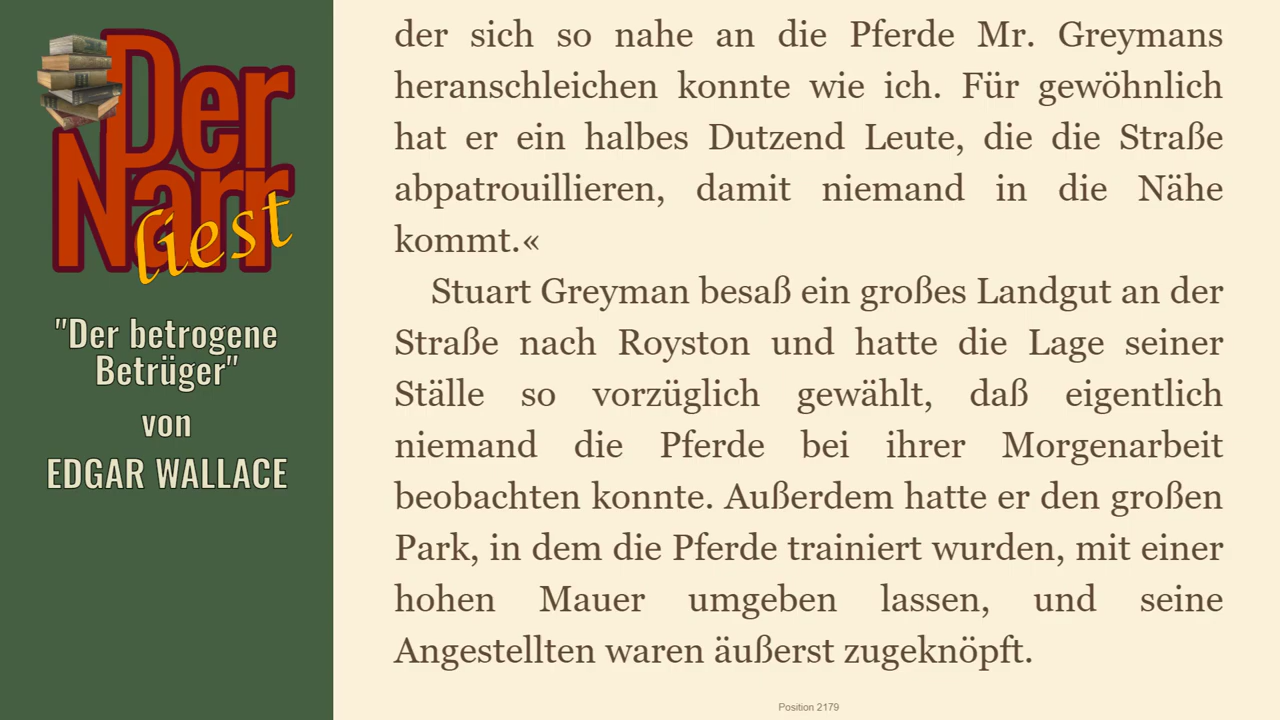 Der
Narr
liest
"Der betrogene
Betrüger"
von
EDGAR WALLACE
der sich so nahe an die Pferde Mr. Greymans
heranschleichen konnte wie ich. Für gewöhnlich
hat er ein halbes Dutzend Leute, die die Straße
abpatrouillieren, damit niemand in die Nähe
kommt.«
Stuart Greyman besaß ein großes Landgut an der
Straße nach Royston und hatte die Lage seiner
Ställe so vorzüglich gewählt, daß eigentlich
niemand die Pferde bei ihrer Morgenarbeit
beobachten konnte. Außerdem hatte er den großen
Park, in dem die Pferde trainiert wurden, mit einer
hohen Mauer umgeben lassen, und seine
Angestellten waren äußerst zugeknöpft.
Position 2179